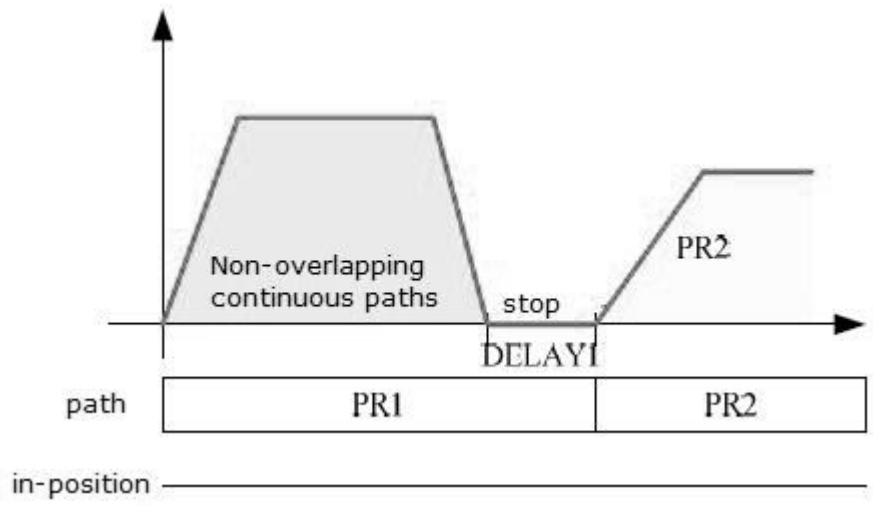 Non-overlapping
continuous paths
PR2
stop
DELAY1
path
PR1
PR2
in-position